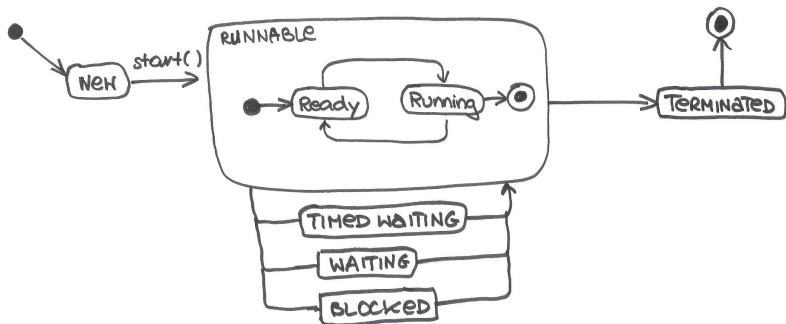 RUNNABLE
start()
New
Ready
Running
TERMINATED
TIMED WAITING
WAITING
BLOCKED